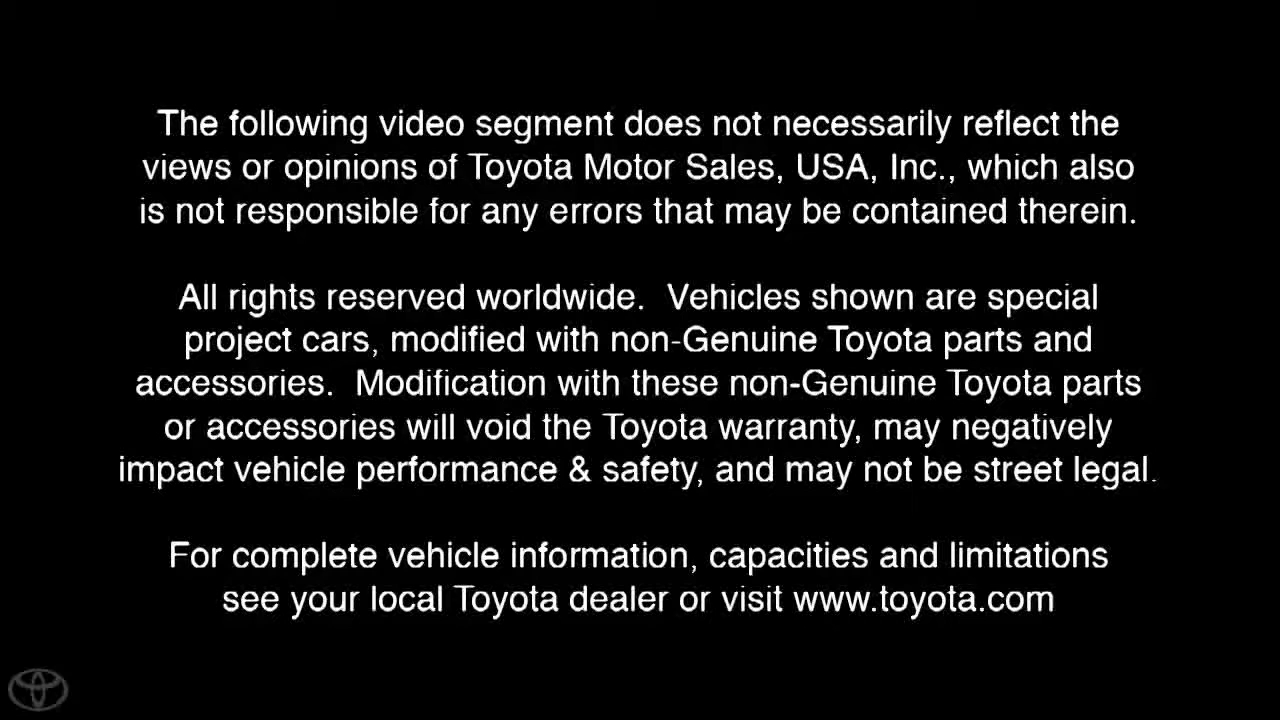 The following video segment does not necessarily reflect the
views or opinions of Toyota Motor Sales, USA, Inc., which also
is not responsible for any errors that may be contained therein.
All rights reserved worldwide.  Vehicles shown are special
project cars, modified with non-Genuine Toyota parts and
accessories.  Modification with these non-Genuine Toyota parts
or accessories will void the Toyota warranty, may negatively
impact vehicle performance & safety, and may not be street legal.
For complete vehicle information, capacities and limitations
see your local Toyota dealer or visit www.toyota.com